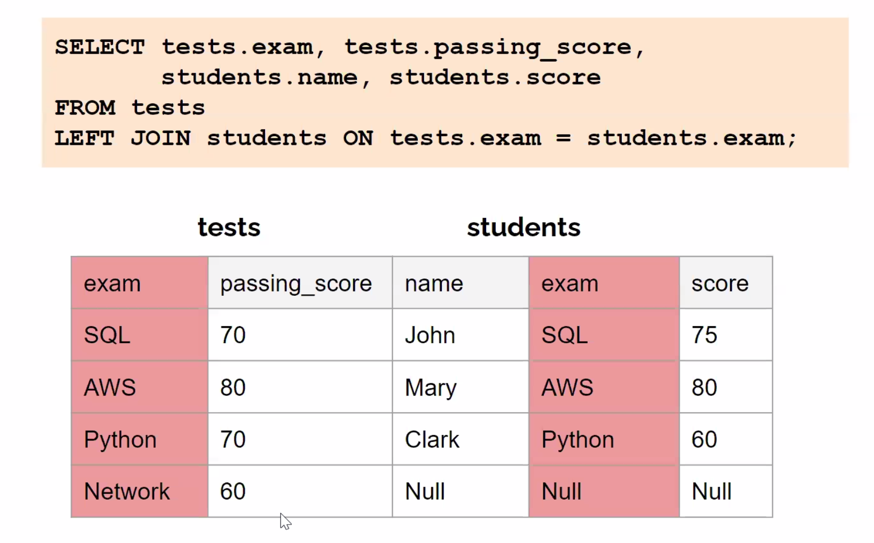 SELECT tests.exam, tests.passing_score,
students.name, students.score
FROM tests
LEFT JOIN students ON tests.exam = students.exam;
tests students
exam passing_score name exam score
SQL 70 John SQL 75
AWS 80 Mary AWS 80
Python 70 Clark Python 60
Network 60 Null Null Null